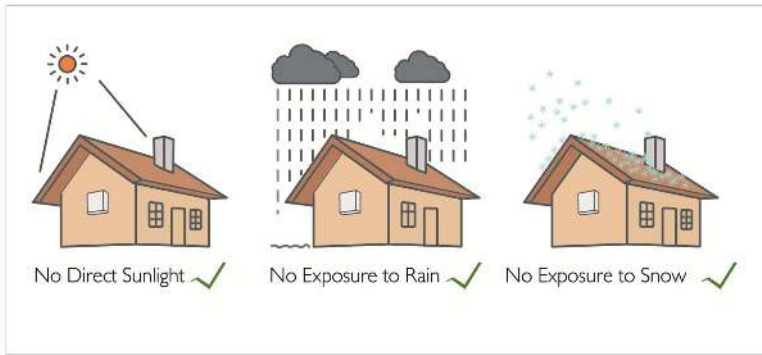 No Direct Sunlight
No Exposure to Rain
No Exposure to Snow